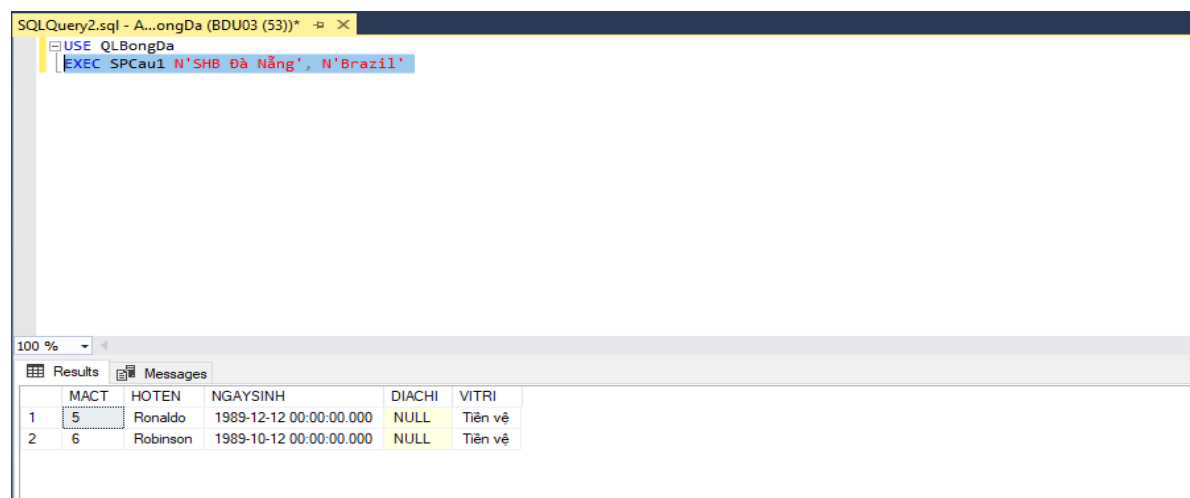 SQLQuery2.sql - A...ongDa (BDU03 (53))*
USE QLBongDa
EXEC SPCau1 N'SHB Đà Nẵng', N'Brazil'
100 %
Results Messages
MACT HOTEN NGAYSINH DIACHI VITRI
1 5 Ronaldo 1989-12-12 00:00:00.000 NULL Tiền vệ
2 6 Robinson 1989-10-12 00:00:00.000 NULL Tiền vệ